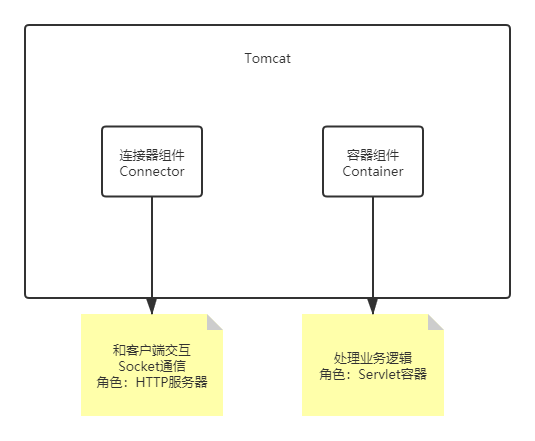 Tomcat
连接器组件
Connector
容器组件
Container
和客户端交互
Socket通信
角色：HTTP服务器
处理业务逻辑
角色：Servlet容器